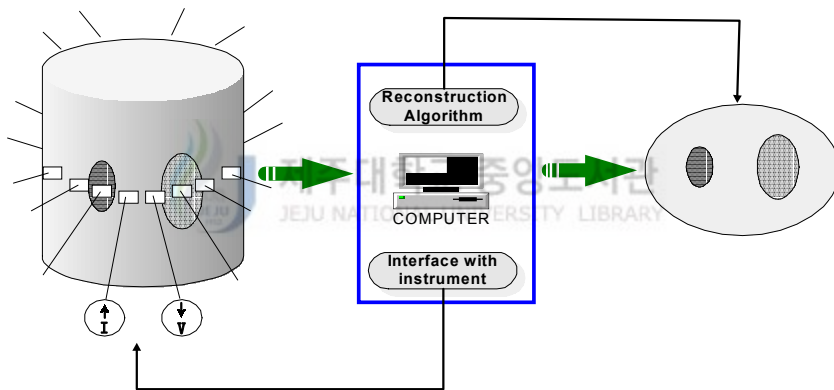 Reconstruction
Algorithm
COMPUTER
Interface with
instrument
I
V
제주대학교 중앙도서관
JEJU NATIONAL UNIVERSITY LIBRARY
JEJU